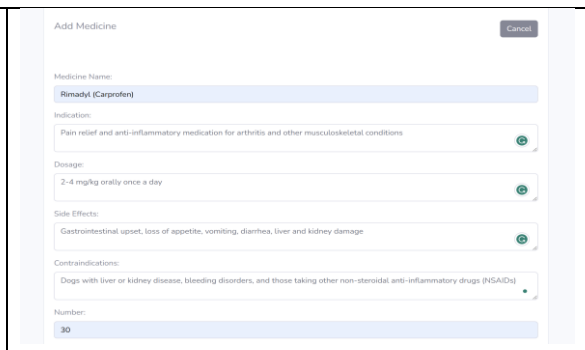 Add Medicine
Cancel
Medicine Name:
Rimadyl (Carprofen)
Indication:
Pain relief and anti-inflammatory medication for arthritis and other musculoskeletal conditions
Dosage:
2-4 mg/kg orally once a day
Side Effects:
Gastrointestinal upset, loss of appetite, vomiting, diarrhea, liver and kidney damage
Contraindications:
Dogs with liver or kidney disease, bleeding disorders, and those taking other non-steroidal anti-inflammatory drugs (NSAIDs)
Number:
30